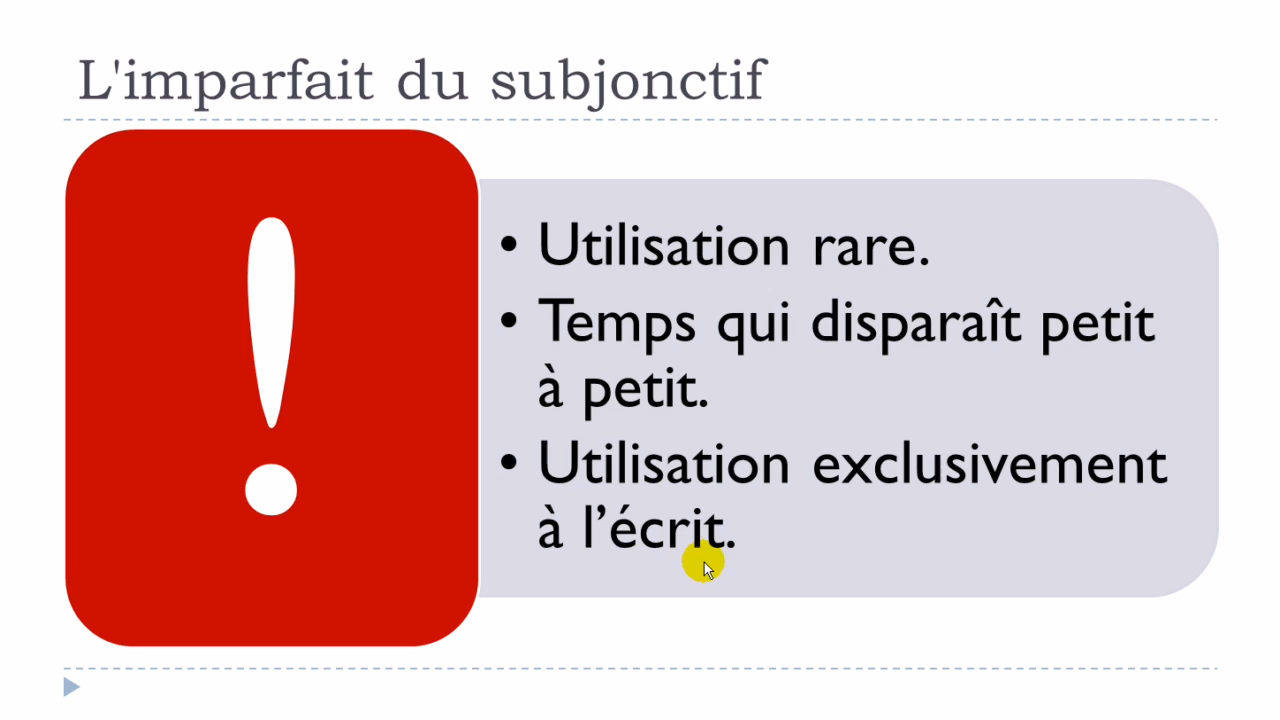 L'imparfait du subjonctif
!
• Utilisation rare.
• Temps qui disparaît petit
à petit.
• Utilisation exclusivement
à l’écrit.